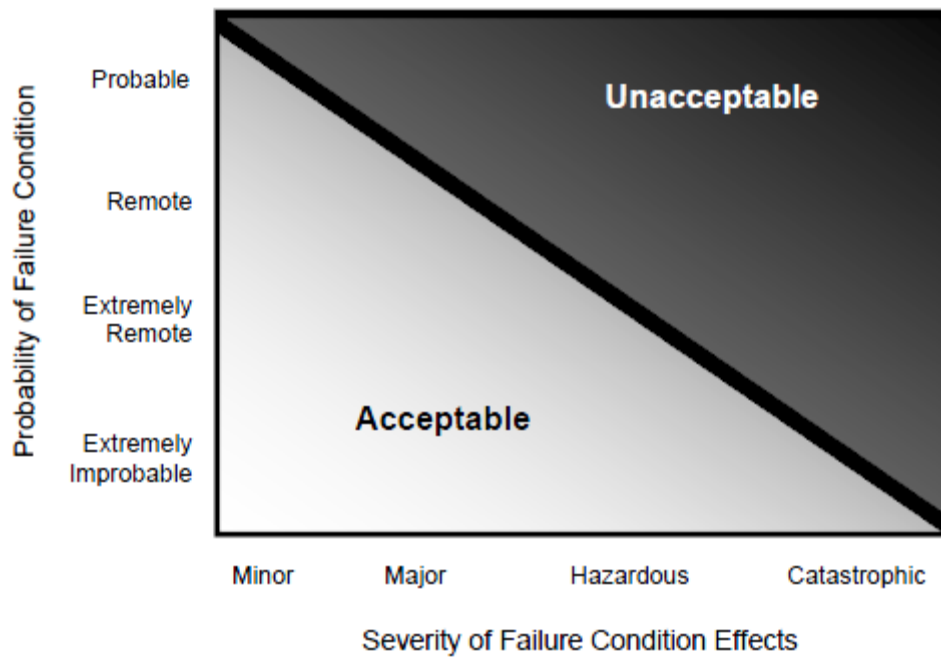 Probability of Failure Condition
Probable
Remote
Extremely
Remote
Extremely
Improbable
Unacceptable
Acceptable
Minor
Major
Hazardous
Catastrophic
Severity of Failure Condition Effects